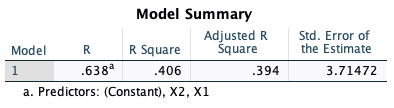 Model Summary
Model R R Square Adjusted R Square Std. Error of the Estimate
1 .638a .406 .394 3.71472
a. Predictors: (Constant), X2, X1